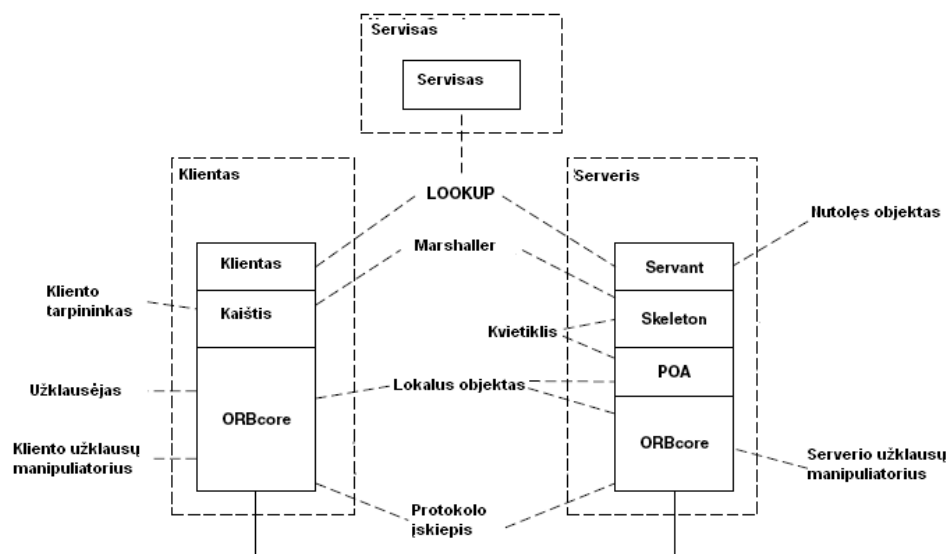 Servisas
Servisas
Klientas
Serveris
LOOKUP
Nutolęs objektas
Marshaller
Klientas
Servant
Kliento
tarpininkas
Kaištis
Skeleton
Kvietiklis
POA
Užklausėjas
Lokalus objektas
ORBcore
ORBcore
Kliento užklausų
manipuliatorius
Serverio užklausų
manipuliatorius
Protokolo
įskiepis